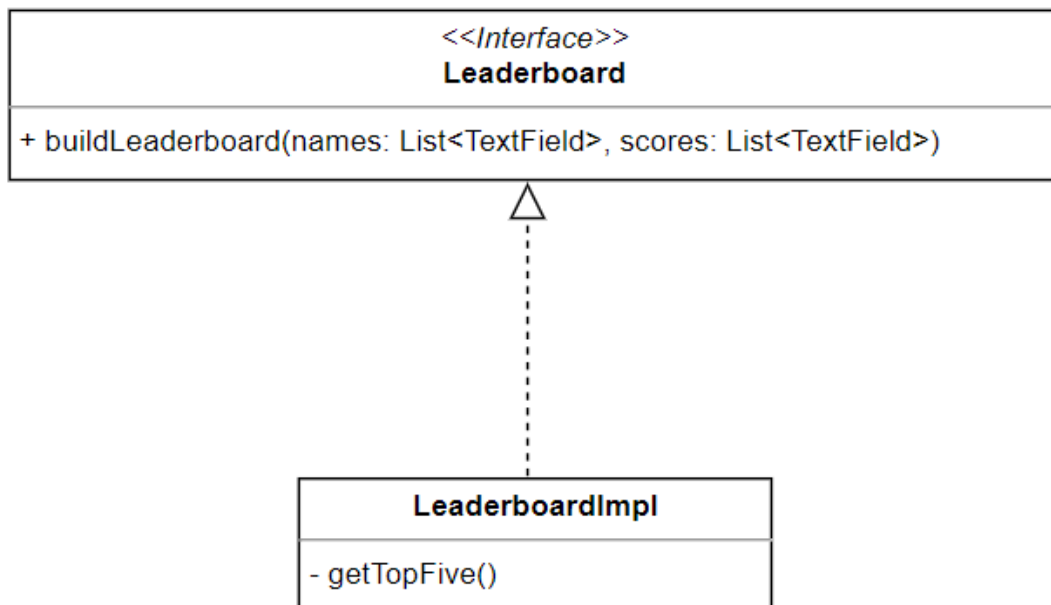 <<Interface>>
Leaderboard
+ buildLeaderboard(names: List<TextField>, scores: List<TextField>)
LeaderboardImpl
- getTopFive()